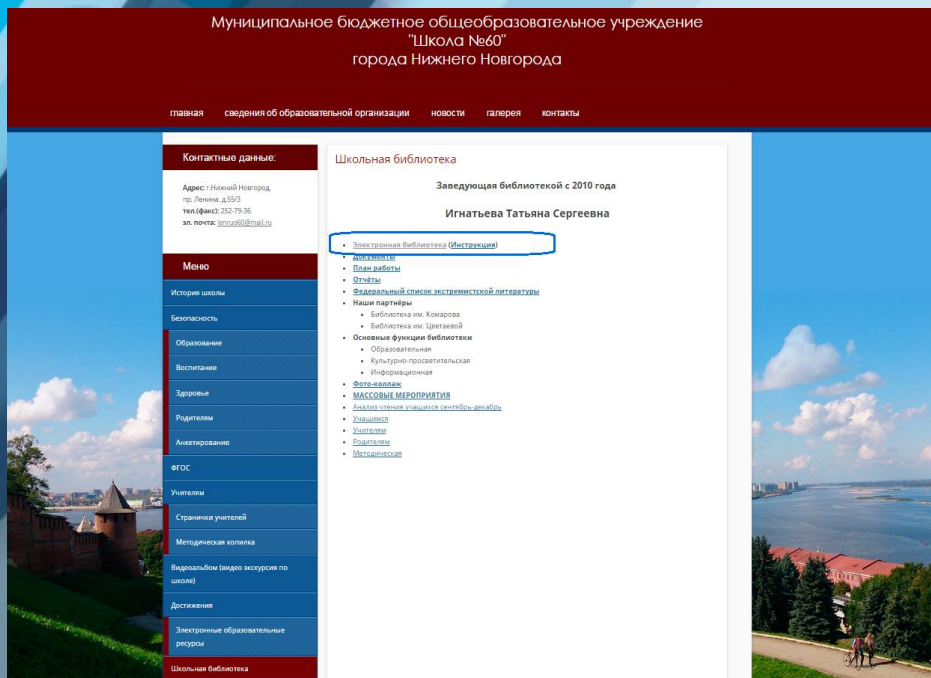 Муниципальное бюджетное общеобразовательное учреждение
"Школа №60"
города Нижнего Новгорода
главная сведения об образовательной организации новости галерея контакты
Контактные данные:
Адрес: г.Нижний Новгород,
пр. Ленина, д.55/3
тел.(факс): 252-79-36
эл. почта: lenruo60@mail.ru
Меню
История школы
Безопасность
Образование
Воспитание
Здоровье
Родителям
Анкетирование
ФГОС
Учителям
Странички учителей
Методическая копилка
Видеоальбом (видео экскурсия по
школе)
Достижения
Электронные образовательные
ресурсы
Школьная библиотека
Школьная библиотека
Заведующая библиотекой с 2010 года
Игнатьева Татьяна Сергеевна
Электронная библиотека (Инструкция)
Документы
План работы
Отчёты
Федеральный список экстремистской литературы
Наши партнёры
Библиотека им. Комарова
Библиотека им. Цветаевой
Основные функции библиотеки
Образовательная
Культурно-просветительская
Информационная
Фото-коллаж
МАССОВЫЕ МЕРОПРИЯТИЯ
Анализ чтения учащихся сентябрь-декабрь
Учащимся
Учителям
Родителям
Методическая